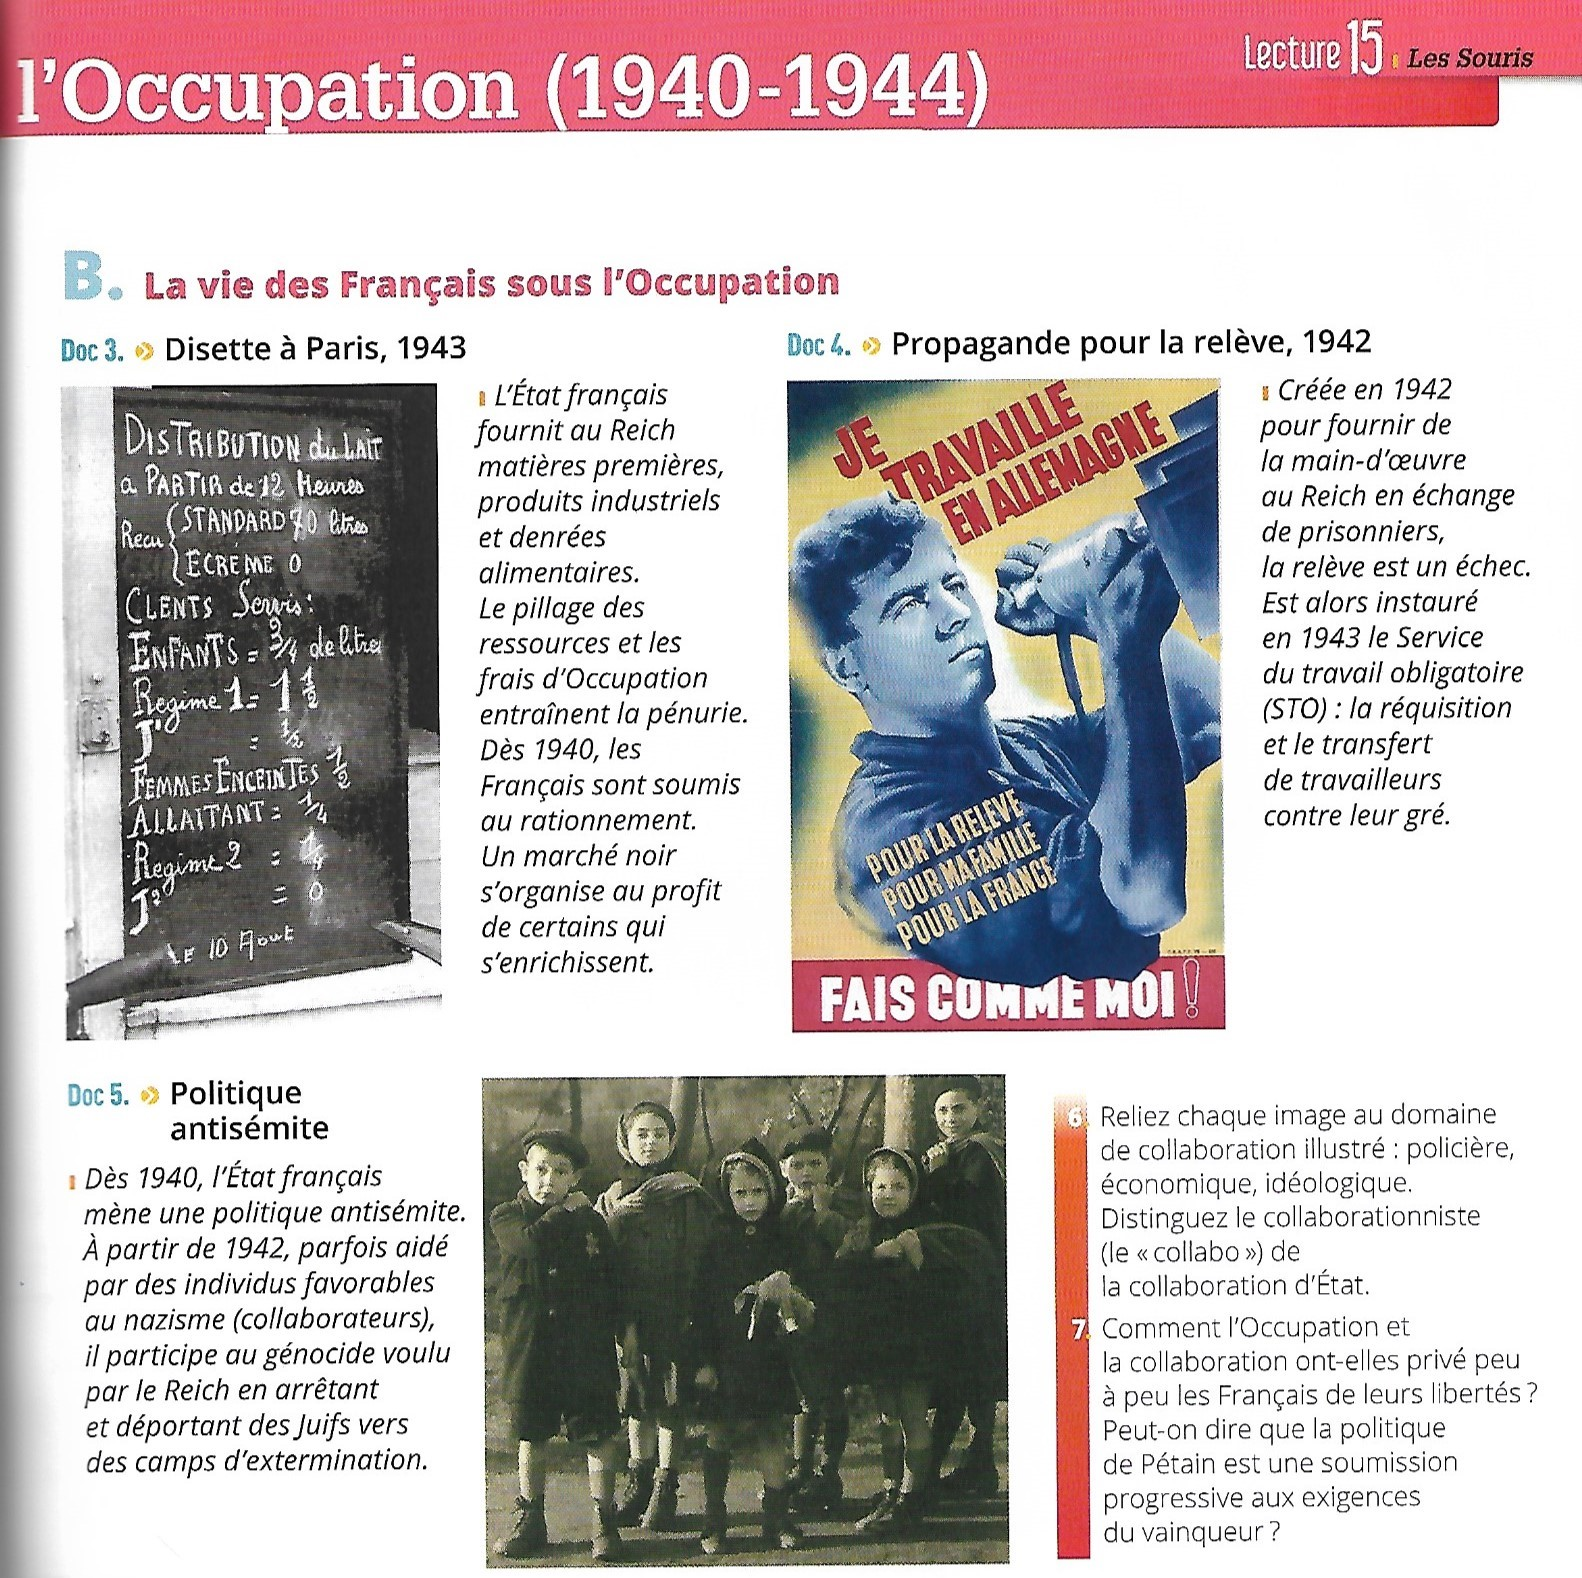 l'Occupation (1940-1944)
Lecture 15 Les Souris
B. La vie des Français sous l'Occupation
Doc 3. Disette à Paris, 1943
DISTRIBUTION du LAIT
a PARTIR de 12 Heures
Recu STANDARD 70 litres
ECREME 0
CLENTS Servis:
ENFANTS = 3/4 de litre
Regime 1 = 1 1/2
J1 = 1/2
FEMMES ENCEINTES 1/2
ALLAITANT = 1/4
Regime 2 = 1/4
J2 = 0
LE 10 Aout
L'État français
fournit au Reich
matières premières,
produits industriels
et denrées
alimentaires.
Le pillage des
ressources et les
frais d'Occupation
entraînent la pénurie.
Dès 1940, les
Français sont soumis
au rationnement.
Un marché noir
s'organise au profit
de certains qui
s'enrichissent.
Doc 4. Propagande pour la relève, 1942
JE
TRAVAILLE
EN ALLEMAGNE
POUR LA RELEVE
POUR MA FAMILLE
POUR LA FRANCE
FAIS COMME MOI!
Créée en 1942
pour fournir de
la main-d'œuvre
au Reich en échange
de prisonniers,
la relève est un échec.
Est alors instauré
en 1943 le Service
du travail obligatoire
(STO) : la réquisition
et le transfert
de travailleurs
contre leur gré.
Doc 5. Politique
antisémite
Dès 1940, l'État français
mène une politique antisémite.
À partir de 1942, parfois aidé
par des individus favorables
au nazisme (collaborateurs),
il participe au génocide voulu
par le Reich en arrêtant
et déportant des Juifs vers
des camps d'extermination.
6. Reliez chaque image au domaine
de collaboration illustré : policière,
économique, idéologique.
Distinguez le collaborationniste
(le « collabo ») de
la collaboration d'État.
7. Comment l'Occupation et
la collaboration ont-elles privé peu
à peu les Français de leurs libertés ?
Peut-on dire que la politique
de Pétain est une soumission
progressive aux exigences
du vainqueur ?